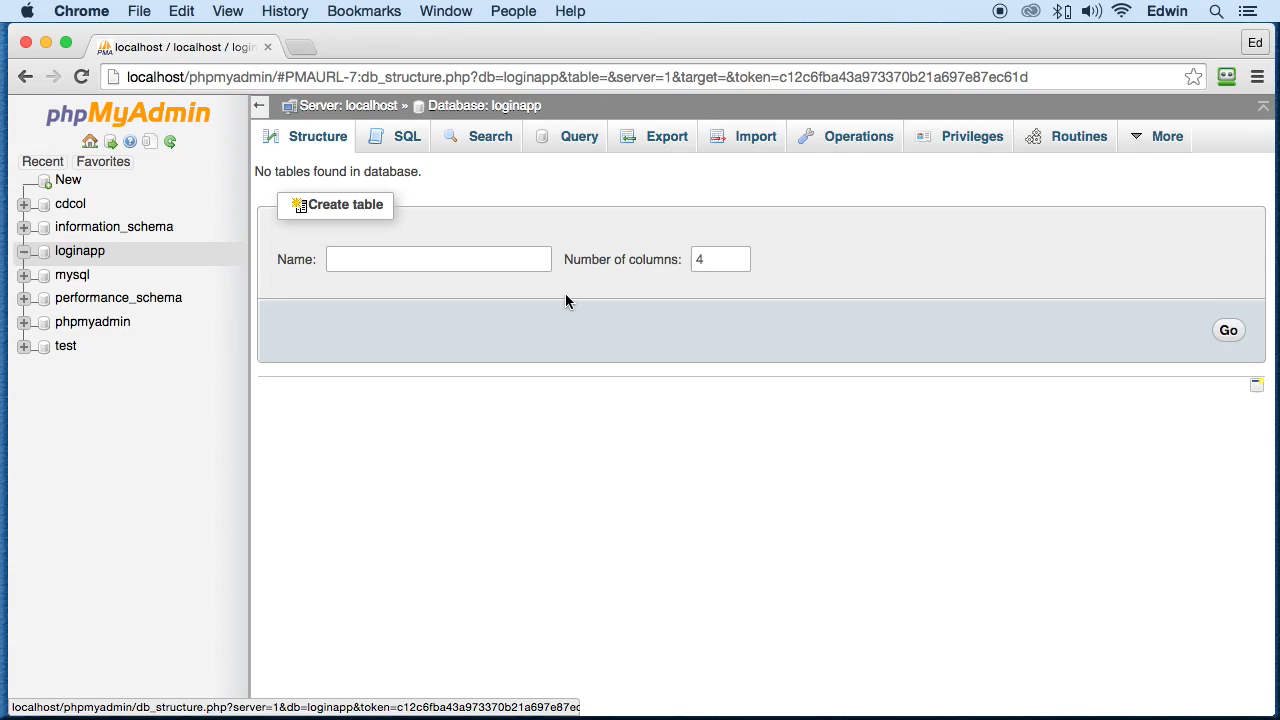 Chrome File Edit View History Bookmarks Window People Help Edwin
localhost / localhost / login
Ed
localhost/phpmyadmin/#PMAURL-7:db_structure.php?db=loginapp&table=&server=1&target=&token=c12c6fba43a973370b21a697e87ec61d
phpMyAdmin
Server: localhost » Database: loginapp
Structure SQL Search Query Export Import Operations Privileges Routines More
Recent Favorites
No tables found in database.
New
cdcol
Create table
information_schema
loginapp
Name: Number of columns: 4
mysql
performance_schema
phpmyadmin
Go
test
localhost/phpmyadmin/db_structure.php?server=1&db=loginapp&token=c12c6fba43a973370b21a697e87ec